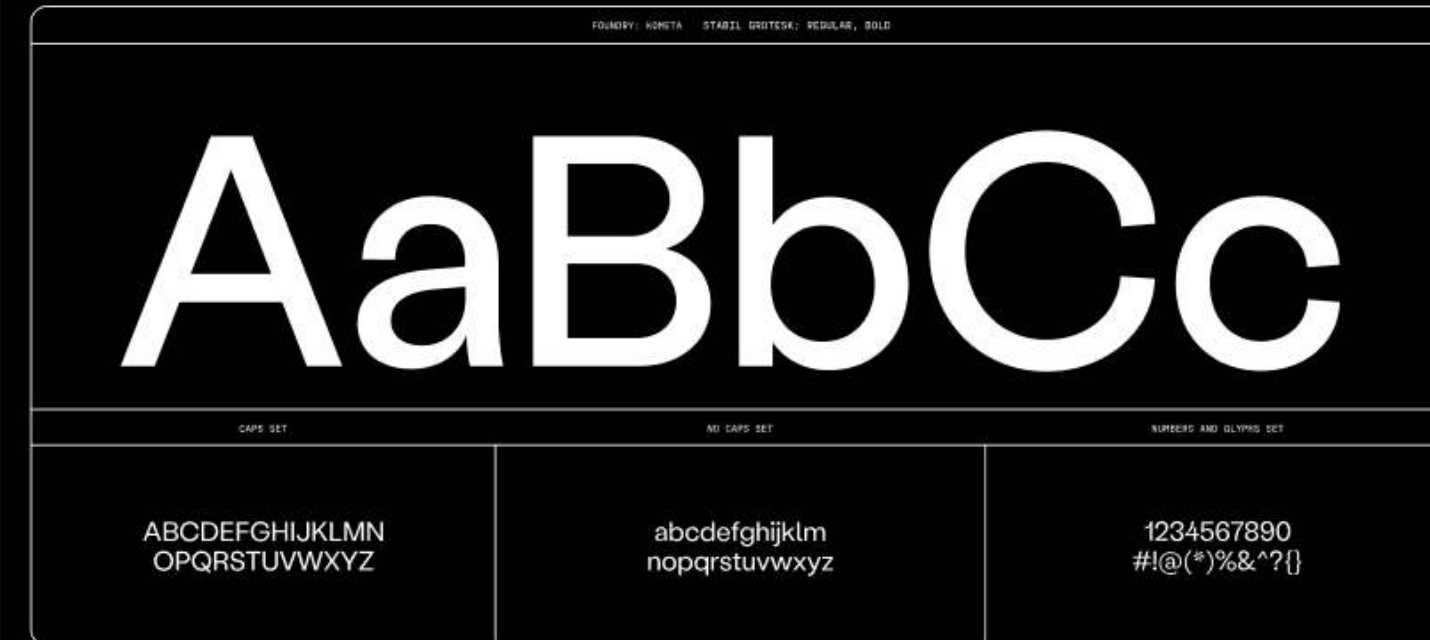 FOUNDRY: KOMETA STABIL GROTESK: REGULAR, BOLD
AaBbCc
CAPS SET
NO CAPS SET
NUMBERS AND GLYPHS SET
ABCDEFGHIJKLMN
OPQRSTUVWXYZ
abcdefghijklm
nopqrstuvwxyz
1234567890
#!@(*)%&^?{}